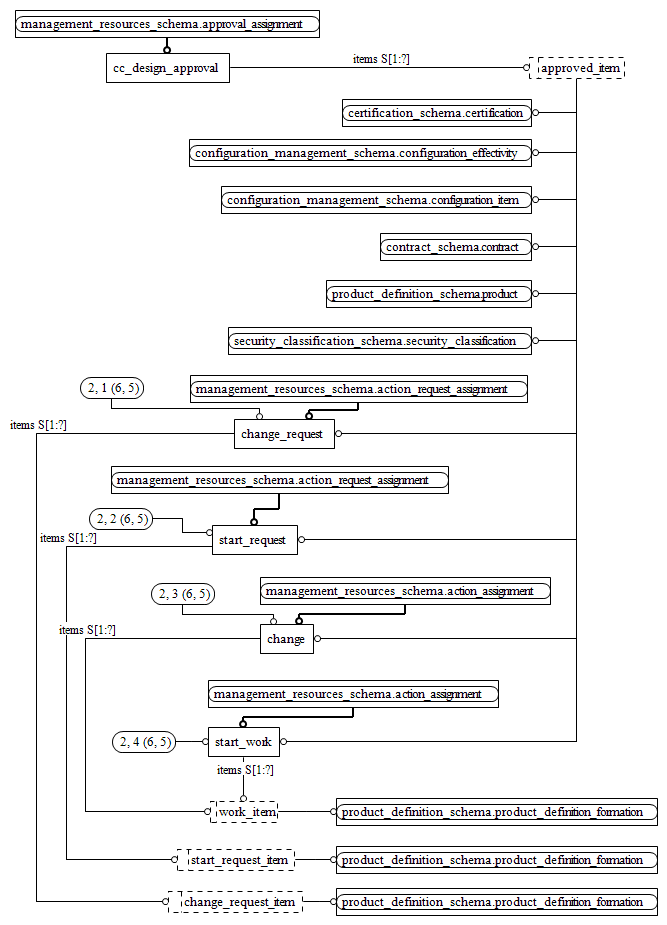 management_resources_schema.approval_assignment
items S[1:?]
cc_design_approval
approved_item
certification_schema.certification
configuration_management_schema.configuration_effectivity
configuration_management_schema.configuration_item
contract_schema.contract
product_definition_schema.product
security_classification_schema.security_classification
2, 1 (6, 5)
management_resources_schema.action_request_assignment
items S[1:?]
change_request
management_resources_schema.action_request_assignment
2, 2 (6, 5)
items S[1:?]
start_request
2, 3 (6, 5)
management_resources_schema.action_assignment
items S[1:?]
change
management_resources_schema.action_assignment
2, 4 (6, 5)
start_work
items S[1:?]
work_item
product_definition_schema.product_definition_formation
start_request_item
product_definition_schema.product_definition_formation
change_request_item
product_definition_schema.product_definition_formation